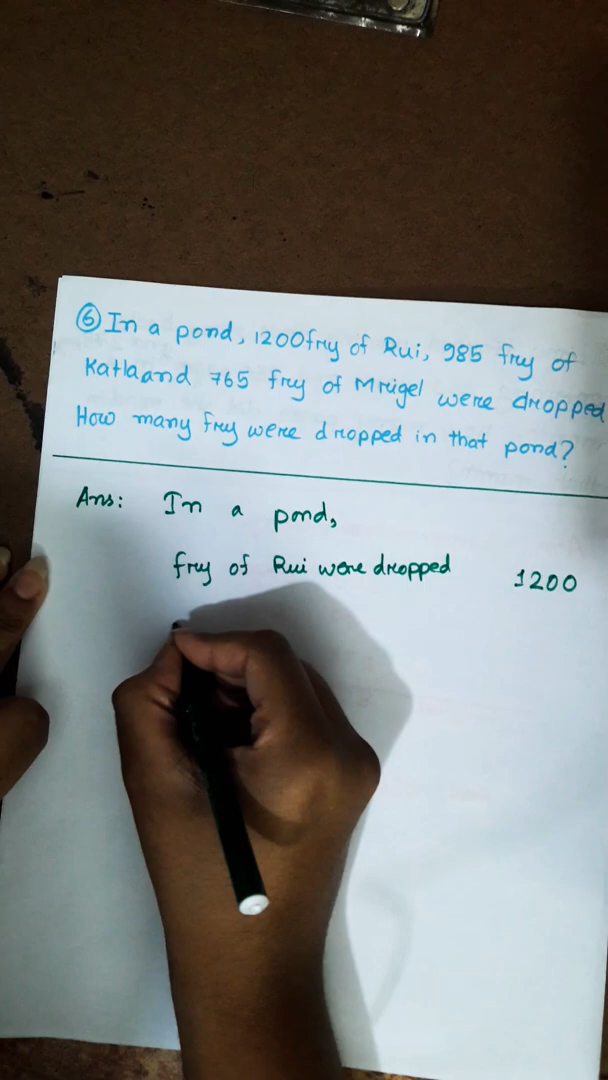 ⑥ In a pond, 1200 fry of Rui, 985 fry of
Katla and 765 fry of Mrigel were dropped
How many fry were dropped in that pond?
Ans: In a pond,
fry of Rui were dropped 1200